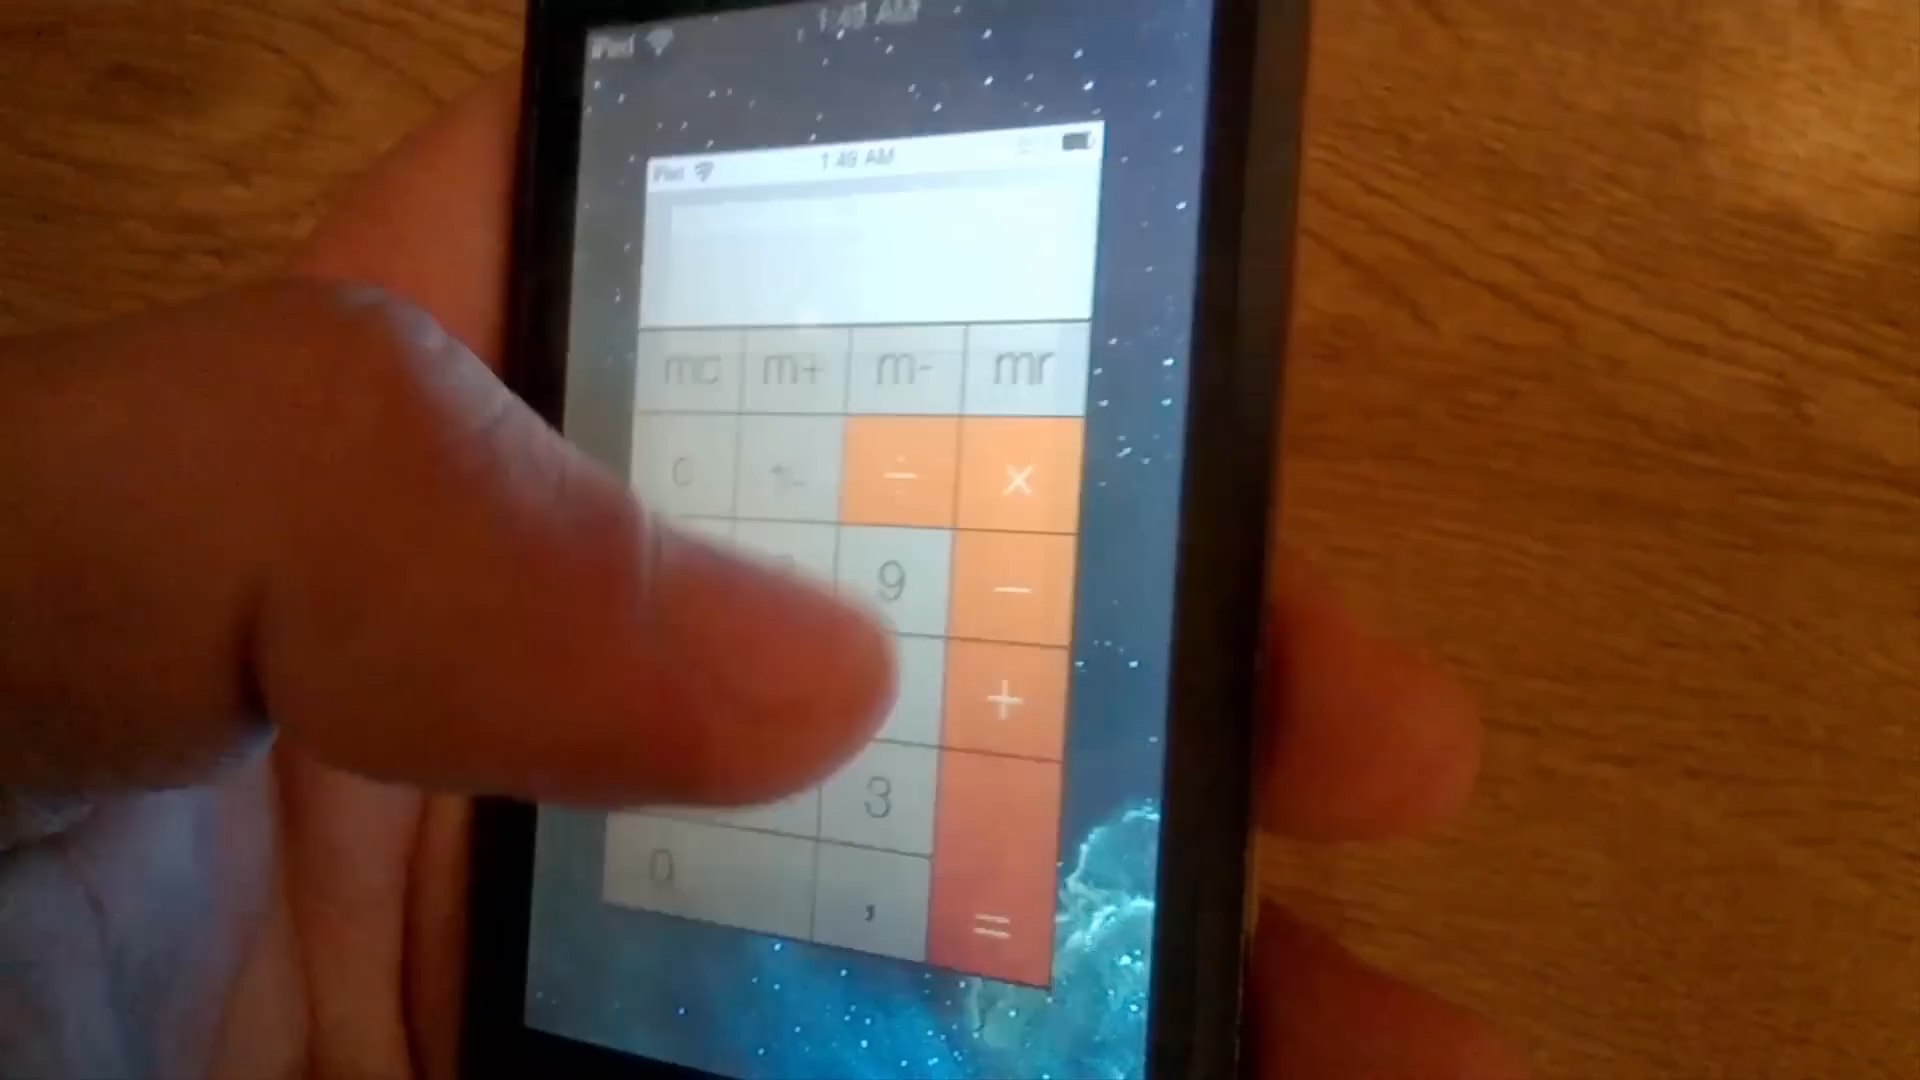 iPod 1:49 AM
iPod 1:49 AM
mc m+ m- mr
c +/- ÷ ×
9 −
+
3
0 , =